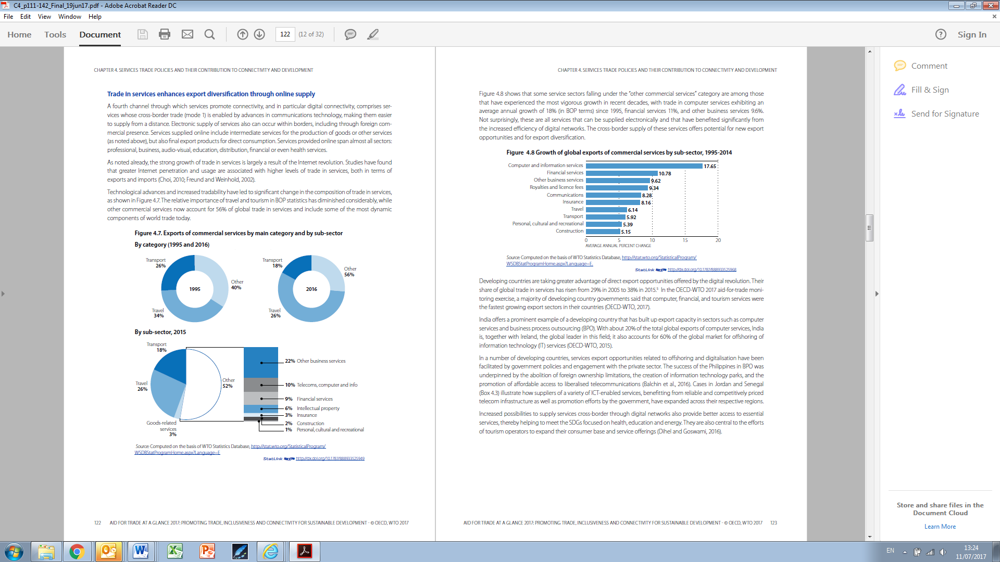 C4_p111-142_Final_19jun17.pdf - Adobe Acrobat Reader DC
File Edit View Window Help
Home Tools Document 122 (12 of 32) Sign In
CHAPTER 4. SERVICES TRADE POLICIES AND THEIR CONTRIBUTION TO CONNECTIVITY AND DEVELOPMENT
Trade in services enhances export diversification through online supply
A fourth channel through which services promote connectivity, and in particular digital connectivity, comprises ser-
vices whose cross-border trade (mode 1) is enabled by advances in communications technology, making them easier
to supply from a distance. Electronic supply of services also can occur within borders, including through foreign com-
mercial presence. Services supplied online include intermediate services for the production of goods or other services
(as noted above), but also final export products for direct consumption. Services provided online span almost all sectors:
professional, business, audio-visual, education, distribution, financial or even health services.
As noted already, the strong growth of trade in services is largely a result of the Internet revolution. Studies have found
that greater Internet penetration and usage are associated with higher levels of trade in services, both in terms of
exports and imports (Choi, 2010; Freund and Weinhold, 2002).
Technological advances and increased tradability have led to significant change in the composition of trade in services,
as shown in Figure 4.7. The relative importance of travel and tourism in BOP statistics has diminished considerably, while
other commercial services now account for 56% of global trade in services and include some of the most dynamic
components of world trade today.
Figure 4.7. Exports of commercial services by main category and by sub-sector
By category (1995 and 2016)
Transport
26%
Other
40%
1995
Travel
34%
Transport
18%
Other
56%
2016
Travel
26%
By sub-sector, 2015
Transport
18%
Travel
26%
Other
52%
Goods-related
services
3%
22% Other business services
10% Telecoms, computer and info
9% Financial services
6% Intellectual property
3% Insurance
2% Construction
1% Personal, cultural and recreational
Source: Computed on the basis of WTO Statistics Database, http://stat.wto.org/StatisticalProgram/
WSDBStatProgramHome.aspx?Language=E
StatLink http://dx.doi.org/10.1787/888933525949
122 AID FOR TRADE AT A GLANCE 2017: PROMOTING TRADE, INCLUSIVENESS AND CONNECTIVITY FOR SUSTAINABLE DEVELOPMENT - © OECD, WTO 2017
CHAPTER 4. SERVICES TRADE POLICIES AND THEIR CONTRIBUTION TO CONNECTIVITY AND DEVELOPMENT
Figure 4.8 shows that some service sectors falling under the "other commercial services" category are among those
that have experienced the most vigorous growth in recent decades, with trade in computer services exhibiting an
average annual growth of 18% (in BOP terms) since 1995, financial services 11%, and other business services 9.6%.
Not surprisingly, these are all services that can be supplied electronically and that have benefited significantly from
the increased efficiency of digital networks. The cross-border supply of these services offers potential for new export
opportunities and for export diversification.
Figure 4.8 Growth of global exports of commercial services by sub-sector, 1995-2014
Computer and information services 17.65
Financial services 10.78
Other business services 9.62
Royalties and licence fees 9.34
Communications 8.28
Insurance 8.16
Travel 6.14
Transport 5.92
Personal, cultural and recreational 5.39
Construction 5.15
0 5 10 15 20
AVERAGE ANNUAL PERCENT CHANGE
Source: Computed on the basis of WTO Statistics Database, http://stat.wto.org/StatisticalProgram/
WSDBStatProgramHome.aspx?Language=E.
StatLink http://dx.doi.org/10.1787/888933525968
Developing countries are taking greater advantage of direct export opportunities offered by the digital revolution. Their
share of global trade in services has risen from 29% in 2005 to 38% in 2015.⁵ In the OECD-WTO 2017 aid-for-trade moni-
toring exercise, a majority of developing country governments said that computer, financial, and tourism services were
the fastest growing export sectors in their countries (OECD-WTO, 2017).
India offers a prominent example of a developing country that has built up export capacity in sectors such as computer
services and business process outsourcing (BPO). With about 20% of the total global exports of computer services, India
is, together with Ireland, the global leader in this field; it also accounts for 60% of the global market for offshoring of
information technology (IT) services (OECD-WTO, 2015).
In a number of developing countries, services export opportunities related to offshoring and digitalisation have been
facilitated by government policies and engagement with the private sector. The success of the Philippines in BPO was
underpinned by the abolition of foreign ownership limitations, the creation of information technology parks, and the
promotion of affordable access to liberalised telecommunications (Balchin et al., 2016). Cases in Jordan and Senegal
(Box 4.3) illustrate how suppliers of a variety of ICT-enabled services, benefitting from reliable and competitively priced
telecom infrastructure as well as promotion efforts by the government, have expanded across their respective regions.
Increased possibilities to supply services cross-border through digital networks also provide better access to essential
services, thereby helping to meet the SDGs focused on health, education and energy. They are also central to the efforts
of tourism operators to expand their consumer base and service offerings (Dihel and Goswami, 2016).
AID FOR TRADE AT A GLANCE 2017: PROMOTING TRADE, INCLUSIVENESS AND CONNECTIVITY FOR SUSTAINABLE DEVELOPMENT - © OECD, WTO 2017 123
Comment
Fill & Sign
Send for Signature
Store and share files in the
Document Cloud
Learn More
EN
13:24
11/07/2017